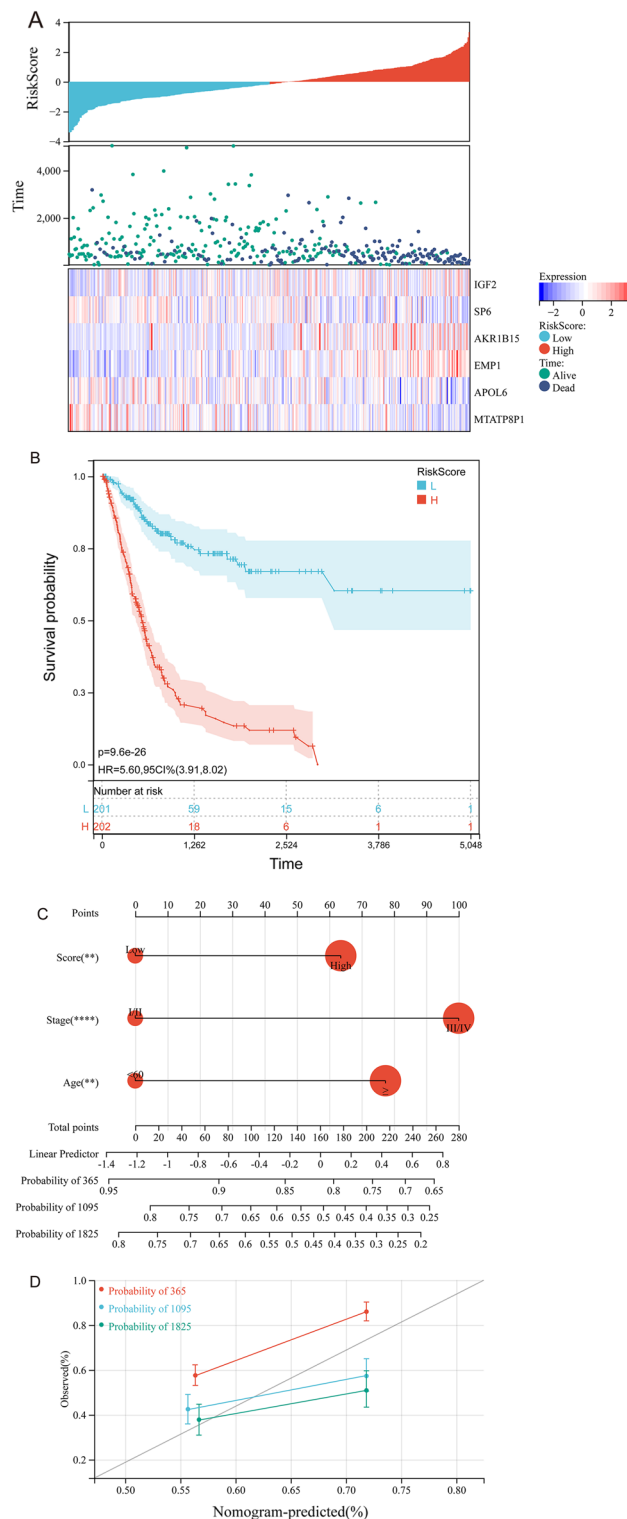 A
RiskScore
4
2
0
−2
−4
Time
4,000
2,000
IGF2
SP6
AKR1B15
EMP1
APOL6
MTATP8P1
Expression
−2 0 2
RiskScore:
Low
High
Time:
Alive
Dead
B
RiskScore
L
H
Survival probability
1.0
0.8
0.5
0.3
0.0
p=9.6e-26
HR=5.60,95CI%(3.91,8.02)
Number at risk
L 201 59 15 6 1
H 202 18 6 1 1
0 1,262 2,524 3,786 5,048
Time
C
Points 0 10 20 30 40 50 60 70 80 90 100
Score(**) Low High
Stage(****) I/II III/IV
Age(**) ≤60 ≥
Total points 0 20 40 60 80 100 120 140 160 180 200 220 240 260 280
Linear Predictor -1.4 -1.2 -1 -0.8 -0.6 -0.4 -0.2 0 0.2 0.4 0.6 0.8
Probability of 365 0.95 0.9 0.85 0.8 0.75 0.7 0.65
Probability of 1095 0.8 0.75 0.7 0.65 0.6 0.55 0.5 0.45 0.4 0.35 0.3 0.25
Probability of 1825 0.8 0.75 0.7 0.65 0.6 0.55 0.5 0.45 0.4 0.35 0.3 0.25 0.2
D
Probability of 365
Probability of 1095
Probability of 1825
Observed(%)
1.0
0.8
0.6
0.4
0.2
0.50 0.55 0.60 0.65 0.70 0.75 0.80
Nomogram-predicted(%)